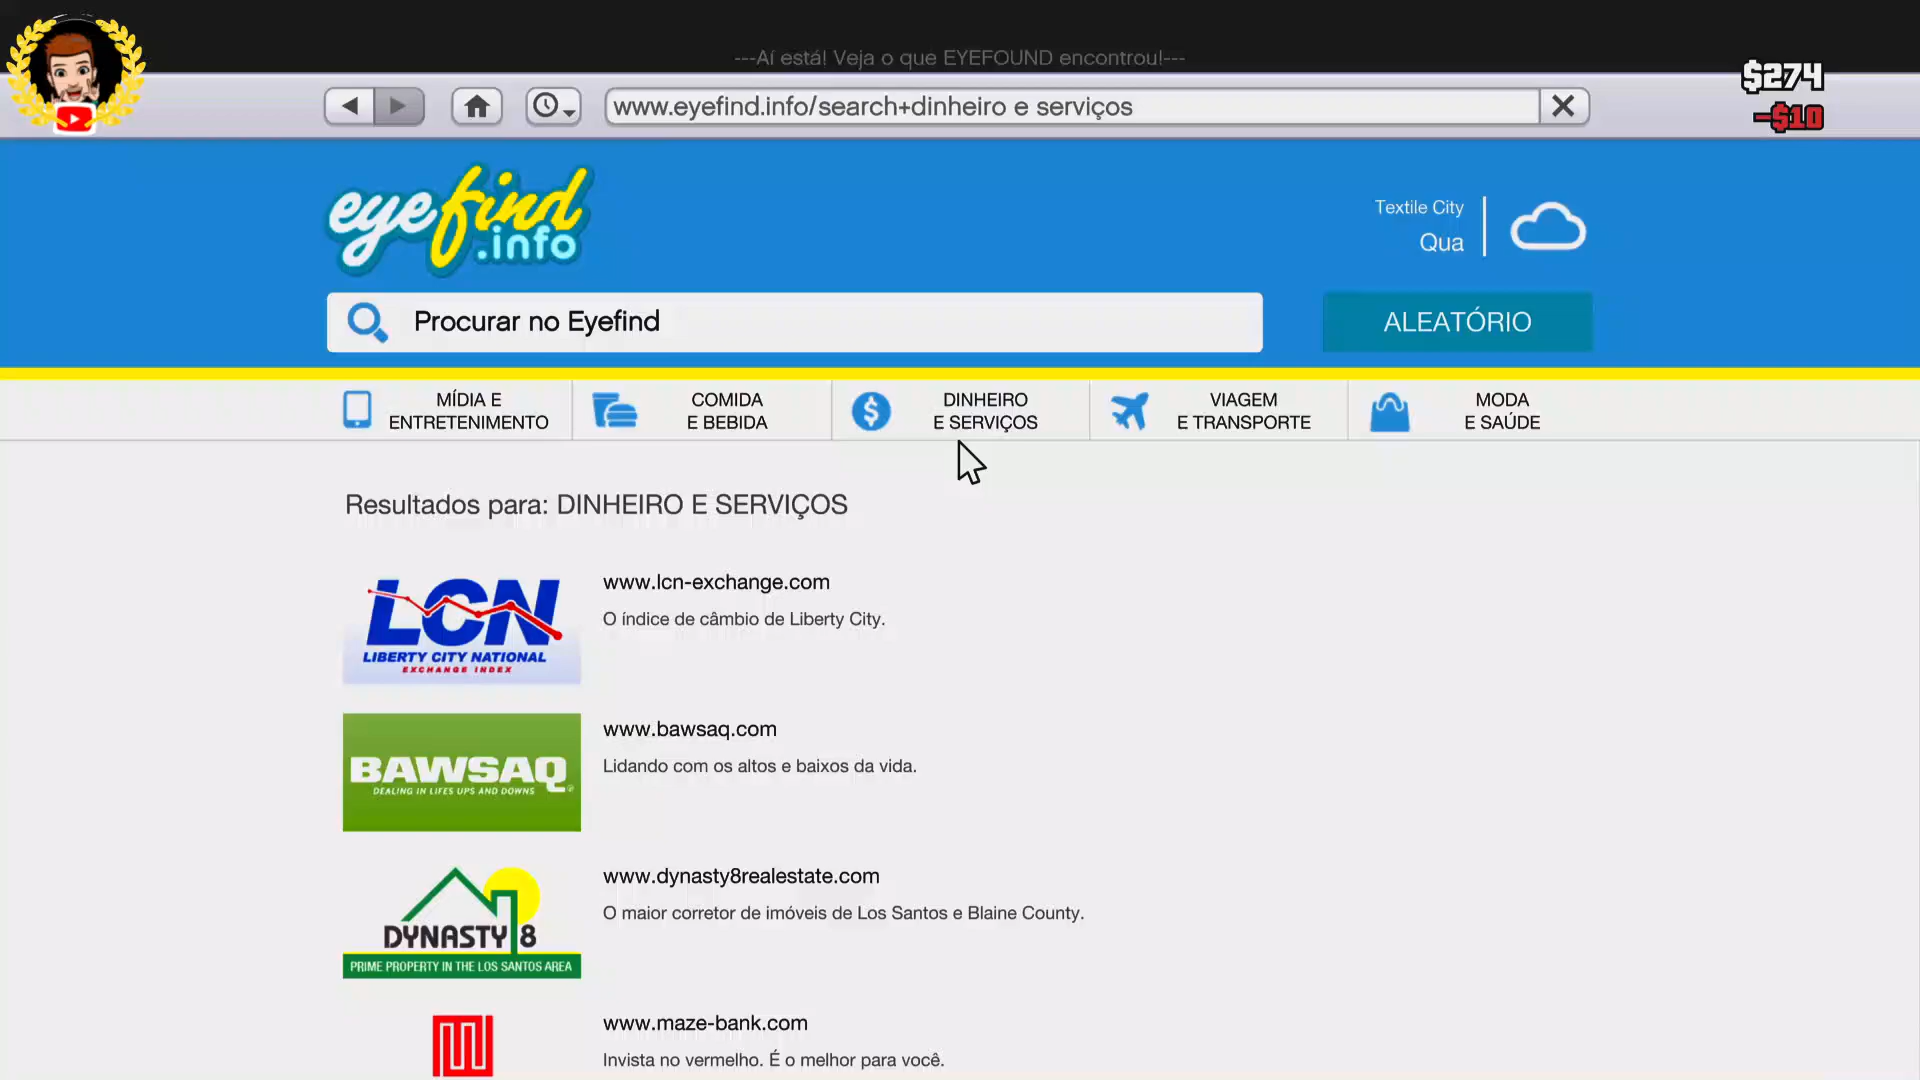 ---Aí está! Veja o que EYEFOUND encontrou!---
$274
-$10
www.eyefind.info/search+dinheiro e serviços
eyefind
.info
Textile City
Qua
Procurar no Eyefind
ALEATÓRIO
MÍDIA E
ENTRETENIMENTO
COMIDA
E BEBIDA
DINHEIRO
E SERVIÇOS
VIAGEM
E TRANSPORTE
MODA
E SAÚDE
Resultados para: DINHEIRO E SERVIÇOS
LCN
LIBERTY CITY NATIONAL
EXCHANGE INDEX
www.lcn-exchange.com
O índice de câmbio de Liberty City.
BAWSAQ
DEALING IN LIFES UPS AND DOWNS
www.bawsaq.com
Lidando com os altos e baixos da vida.
DYNASTY 8
PRIME PROPERTY IN THE LOS SANTOS AREA
www.dynasty8realestate.com
O maior corretor de imóveis de Los Santos e Blaine County.
www.maze-bank.com
Invista no vermelho. É o melhor para você.